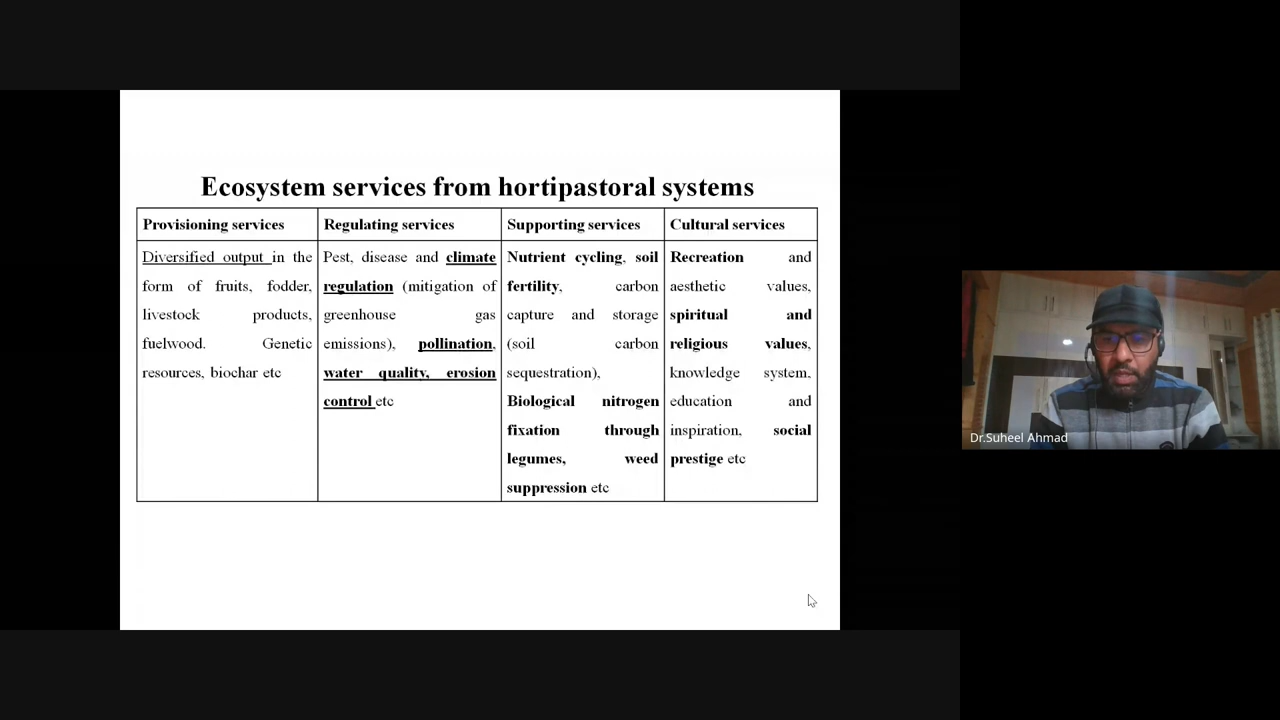 Ecosystem services from hortipastoral systems
Provisioning services
Diversified output in the
form of fruits, fodder,
livestock products,
fuelwood. Genetic
resources, biochar etc
Regulating services
Pest, disease and climate
regulation (mitigation of
greenhouse gas
emissions), pollination,
water quality, erosion
control etc
Supporting services
Nutrient cycling, soil
fertility, carbon
capture and storage
(soil carbon
sequestration),
Biological nitrogen
fixation through
legumes, weed
suppression etc
Cultural services
Recreation and
aesthetic values,
spiritual and
religious values,
knowledge system,
education and
inspiration, social
prestige etc
Dr.Suheel Ahmad